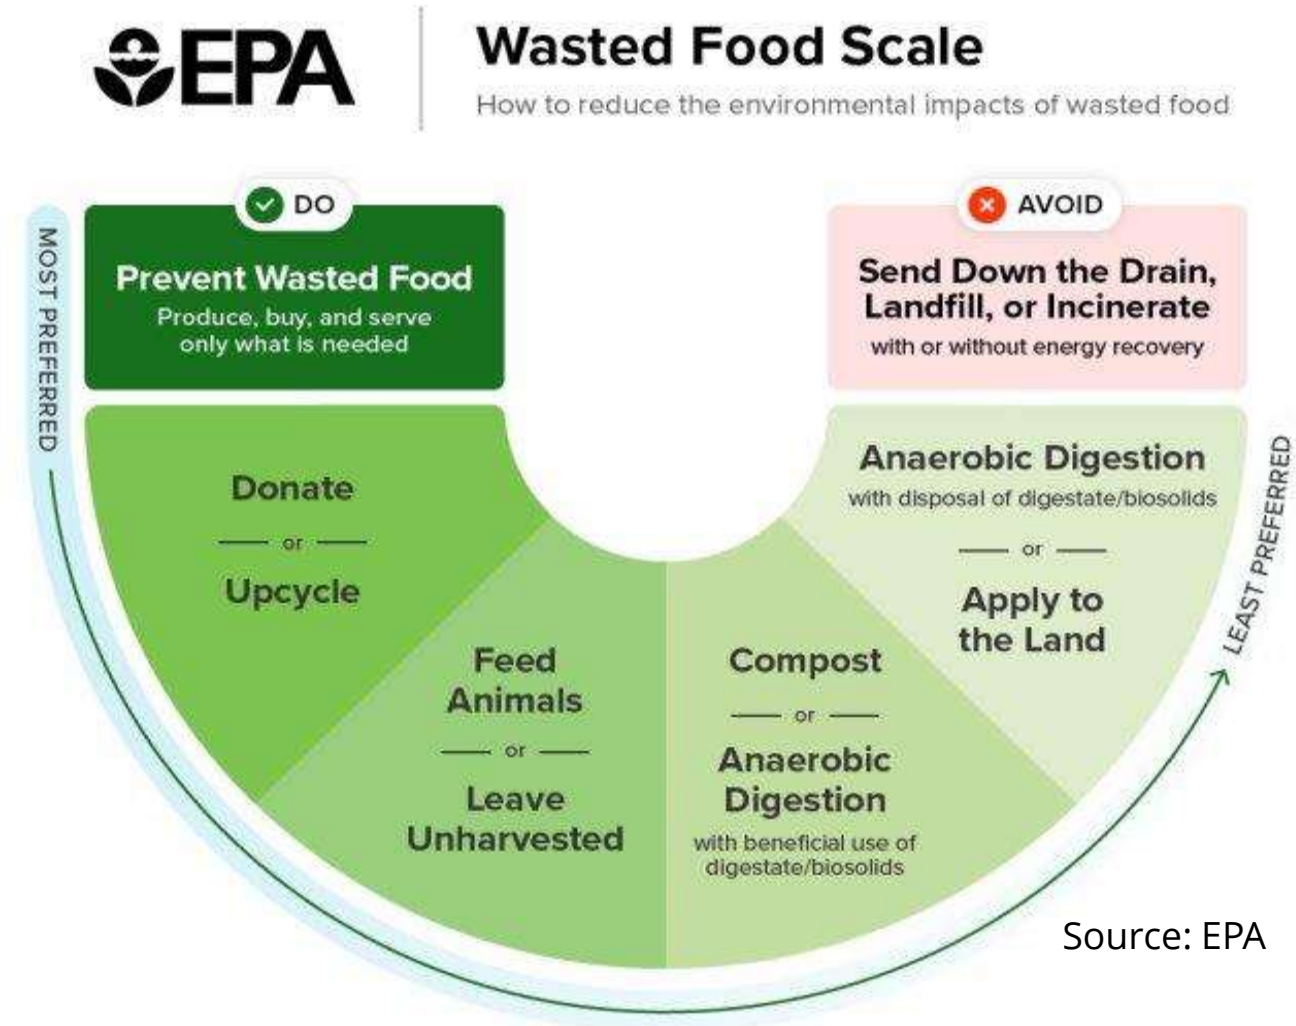 EPA
Wasted Food Scale
How to reduce the environmental impacts of wasted food
DO
Prevent Wasted Food
Produce, buy, and serve
only what is needed
AVOID
Send Down the Drain,
Landfill, or Incinerate
with or without energy recovery
MOST PREFERRED
Donate
or
Upcycle
Feed
Animals
or
Leave
Unharvested
Compost
or
Anaerobic
Digestion
with beneficial use of
digestate/biosolids
Anaerobic Digestion
with disposal of digestate/biosolids
or
Apply to
the Land
LEAST PREFERRED
Source: EPA